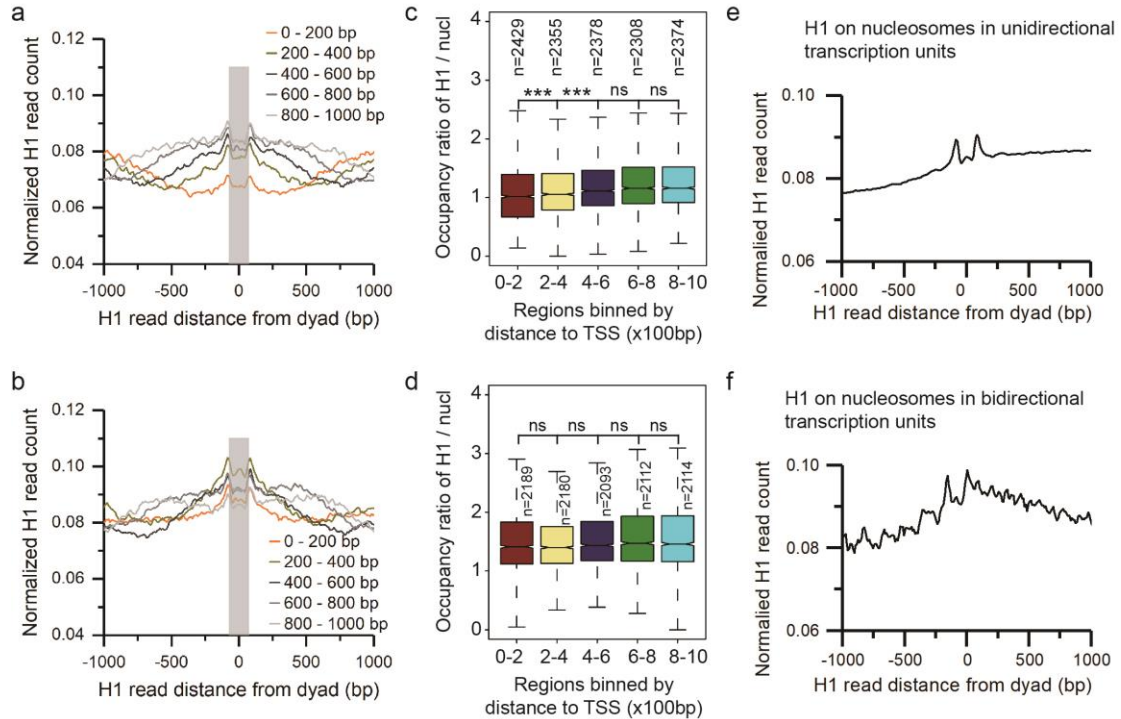 a
Normalized H1 read count
0.12
0.10
0.08
0.06
0.04
0 - 200 bp
200 - 400 bp
400 - 600 bp
600 - 800 bp
800 - 1000 bp
-1000
-500
0
500
1000
H1 read distance from dyad (bp)
b
Normalized H1 read count
0.12
0.10
0.08
0.06
0.04
0 - 200 bp
200 - 400 bp
400 - 600 bp
600 - 800 bp
800 - 1000 bp
-1000
-500
0
500
1000
H1 read distance from dyad (bp)
c
Occupancy ratio of H1 / nucl
4
3
2
1
0
n=2429
n=2355
n=2378
n=2308
n=2374
***
***
ns
ns
0-2
2-4
4-6
6-8
8-10
Regions binned by
distance to TSS (x100bp)
d
Occupancy ratio of H1 / nucl
4
3
2
1
0
ns
ns
ns
ns
n=2189
n=2180
n=2093
n=2112
n=2114
0-2
2-4
4-6
6-8
8-10
Regions binned by
distance to TSS (x100bp)
e
H1 on nucleosomes in unidirectional
transcription units
Normalied H1 read count
0.10
0.08
0.06
-1000
-500
0
500
1000
H1 read distance from dyad (bp)
f
H1 on nucleosomes in bidirectional
transcription units
Normalied H1 read count
0.10
0.08
0.06
-1000
-500
0
500
1000
H1 read distance from dyad (bp)